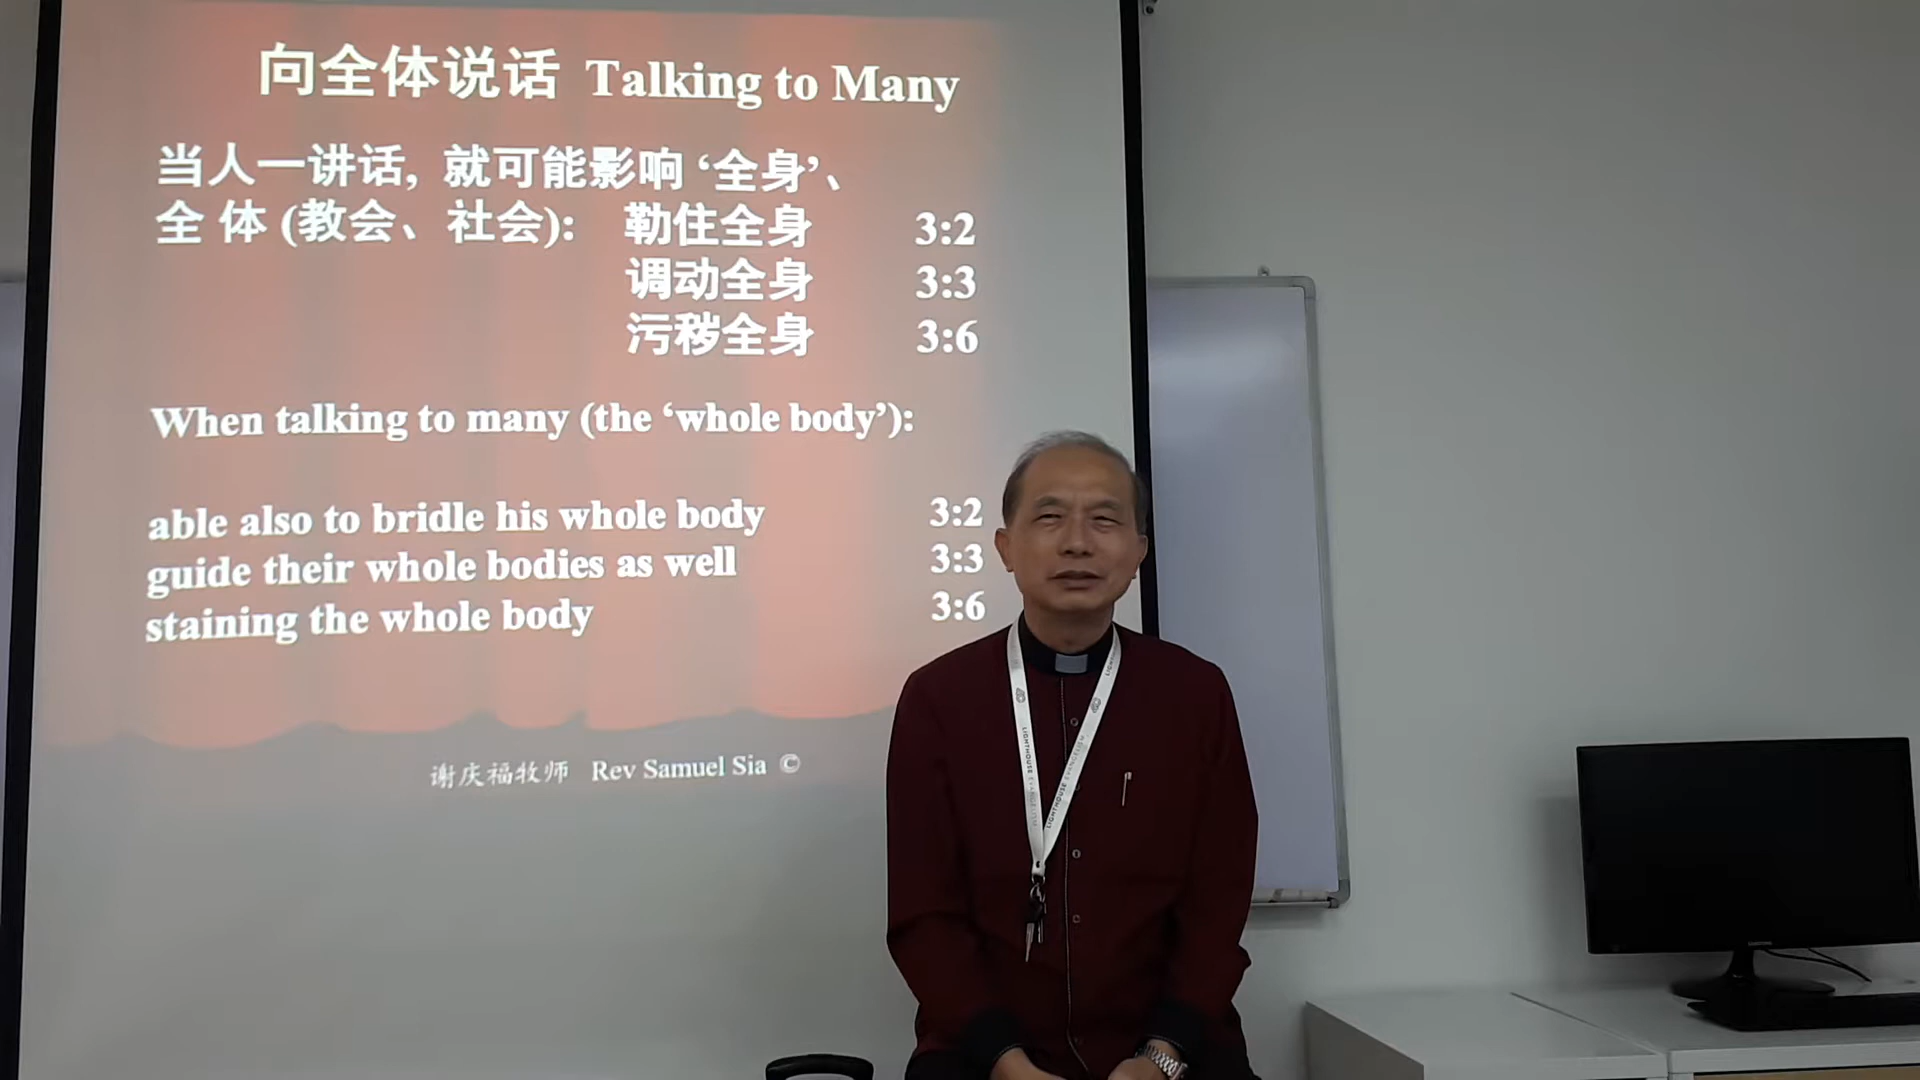 向全体说话 Talking to Many
当人一讲话, 就可能影响 ‘全身’、
全 体 (教会、社会): 勒住全身 3:2
调动全身 3:3
污秽全身 3:6
When talking to many (the ‘whole body’):
able also to bridle his whole body 3:2
guide their whole bodies as well 3:3
staining the whole body 3:6
谢庆福牧师 Rev Samuel Sia ©
LIGHTHOUSE EVANGELISM
LIGHTHOUSE EVANGELISM